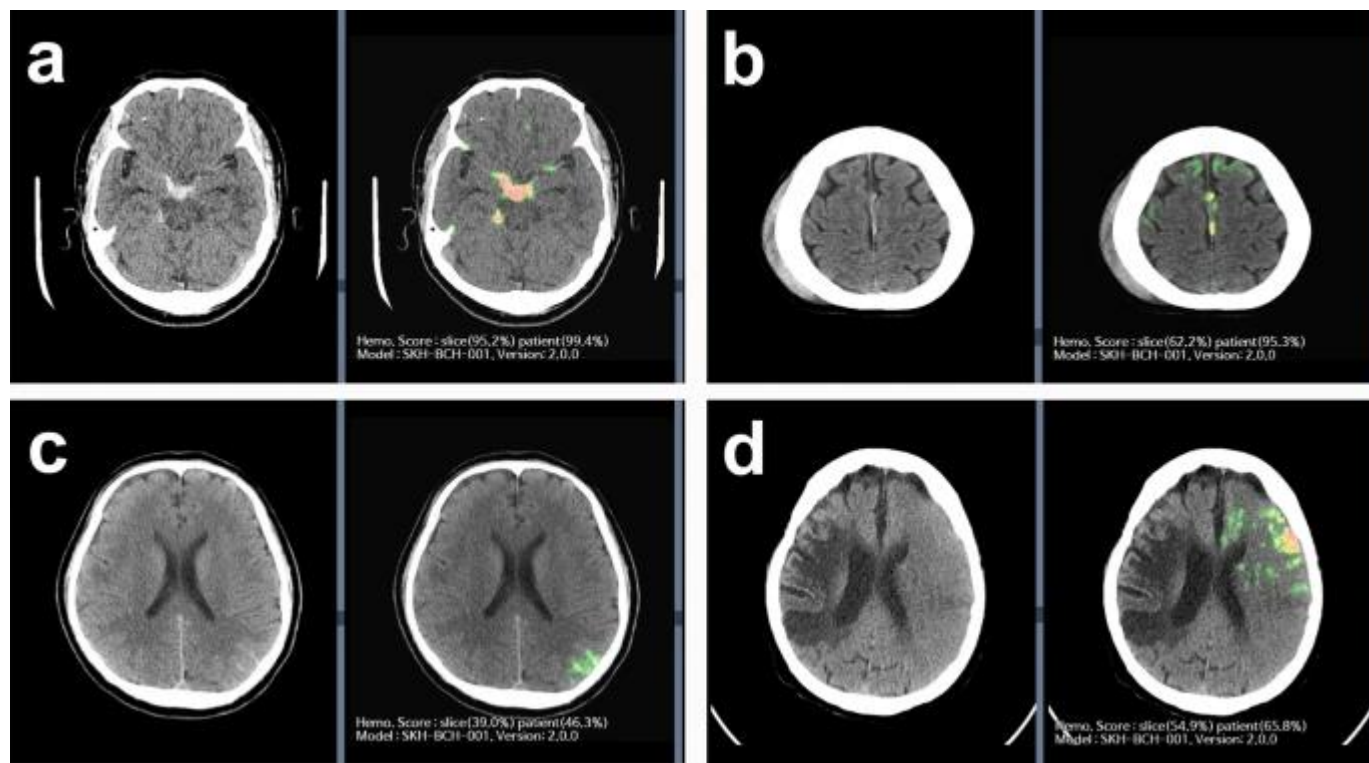 a
Hemo. Score : slice(95.2%) patient(99.4%)
Model : SKH-BCH-001, Version: 2.0.0
b
Hemo. Score : slice(62.2%) patient(95.3%)
Model : SKH-BCH-001, Version: 2.0.0
c
Hemo. Score : slice(39.0%) patient(46.3%)
Model : SKH-BCH-001, Version: 2.0.0
d
Hemo. Score : slice(54.9%) patient(65.8%)
Model : SKH-BCH-001, Version: 2.0.0